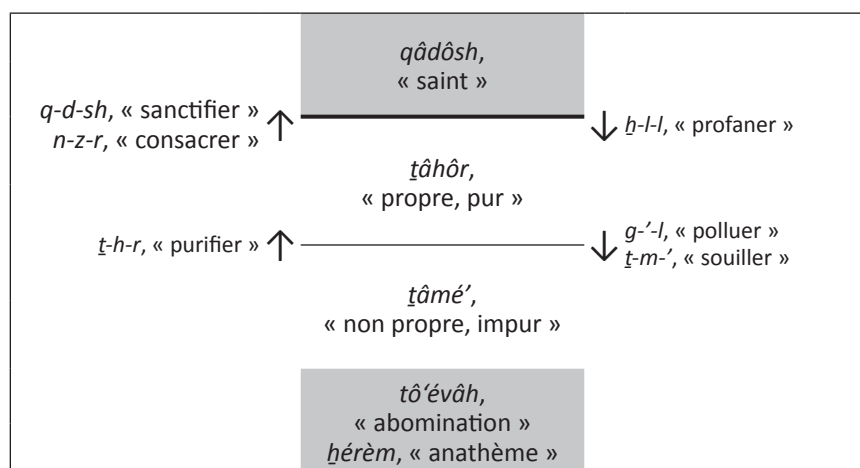 qâdôsh,
« saint »
q-d-sh, « sanctifier »
n-z-r, « consacrer »
ẖ-l-l, « profaner »
ṯâhôr,
« propre, pur »
ṯ-h-r, « purifier »
g-’-l, « polluer »
ṯ-m-’, « souiller »
ṯâmé’,
« non propre, impur »
tô‘évâh,
« abomination »
ẖérèm, « anathème »